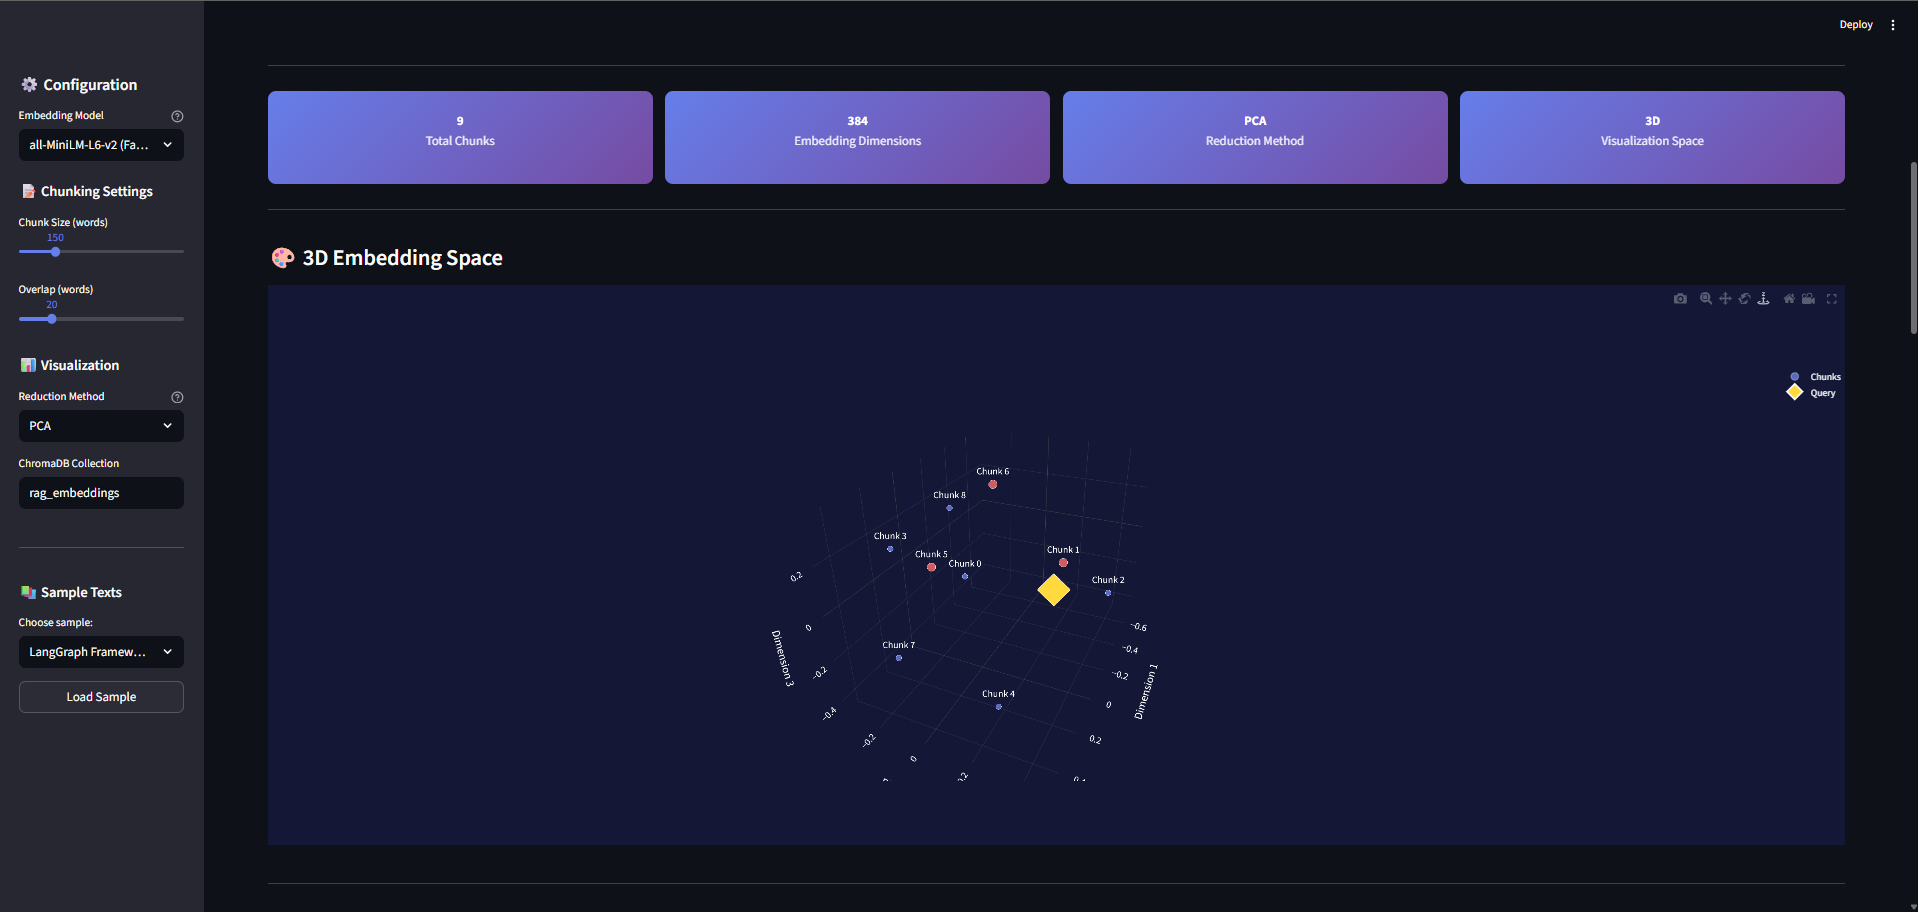 Deploy
Configuration
Embedding Model
all-MiniLM-L6-v2 (Fa...
Chunking Settings
Chunk Size (words)
150
Overlap (words)
20
Visualization
Reduction Method
PCA
ChromaDB Collection
rag_embeddings
Sample Texts
Choose sample:
LangGraph Framew...
Load Sample
9
Total Chunks
384
Embedding Dimensions
PCA
Reduction Method
3D
Visualization Space
3D Embedding Space
Chunks
Query
Chunk 6
Chunk 8
Chunk 3
Chunk 5
Chunk 0
Chunk 1
Chunk 2
Chunk 7
Chunk 4
0.2
0
−0.2
−0.4
Dimension 3
−0.2
0
0.2
−0.6
−0.4
−0.2
0
0.2
Dimension 1